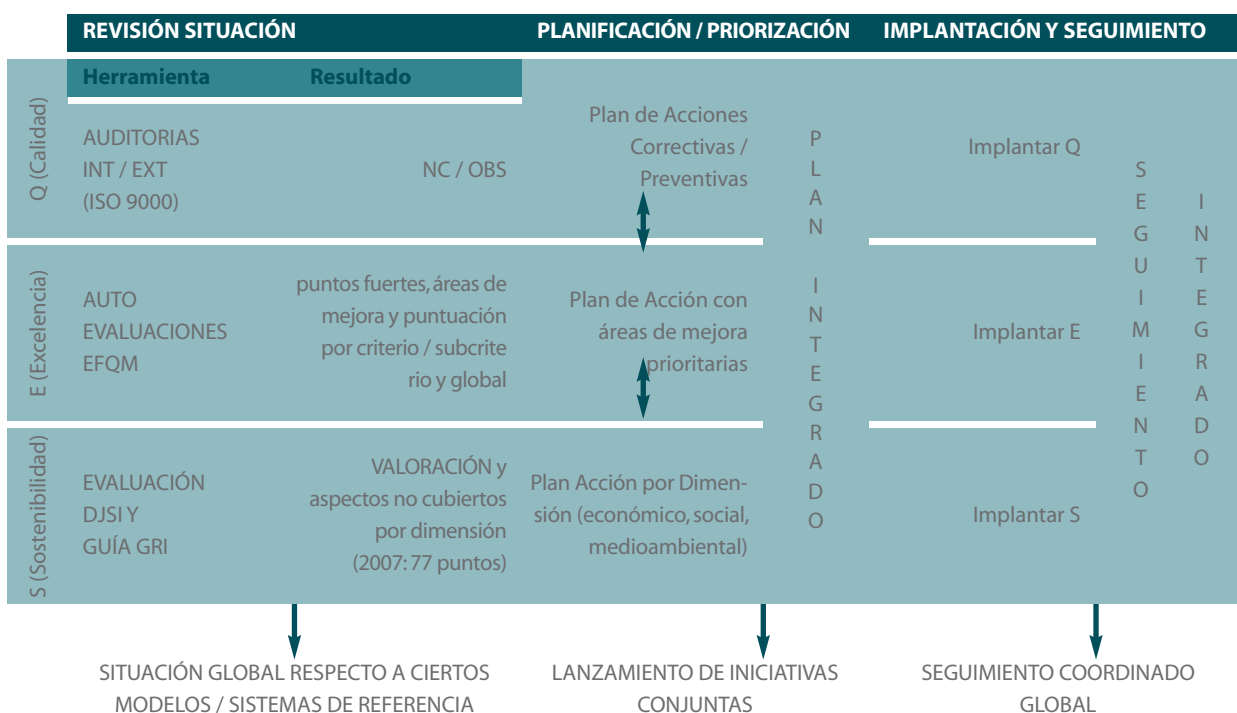 REVISIÓN SITUACIÓN
PLANIFICACIÓN / PRIORIZACIÓN
IMPLANTACIÓN Y SEGUIMIENTO
Herramienta
Resultado
Q (Calidad)
AUDITORIAS
INT / EXT
(ISO 9000)
NC / OBS
Plan de Acciones
Correctivas /
Preventivas
Implantar Q
E (Excelencia)
AUTO
EVALUACIONES
EFQM
puntos fuertes, áreas de
mejora y puntuación
por criterio / subcrite
rio y global
Plan de Acción con
áreas de mejora
prioritarias
Implantar E
S (Sostenibilidad)
EVALUACIÓN
DJSI Y
GUÍA GRI
VALORACIÓN y
aspectos no cubiertos
por dimensión
(2007: 77 puntos)
Plan Acción por Dimen-
sión (económico, social,
medioambiental)
Implantar S
PLAN INTEGRADO
SEGUIMIENTO
INTEGRADO
SITUACIÓN GLOBAL RESPECTO A CIERTOS
MODELOS / SISTEMAS DE REFERENCIA
LANZAMIENTO DE INICIATIVAS
CONJUNTAS
SEGUIMIENTO COORDINADO
GLOBAL